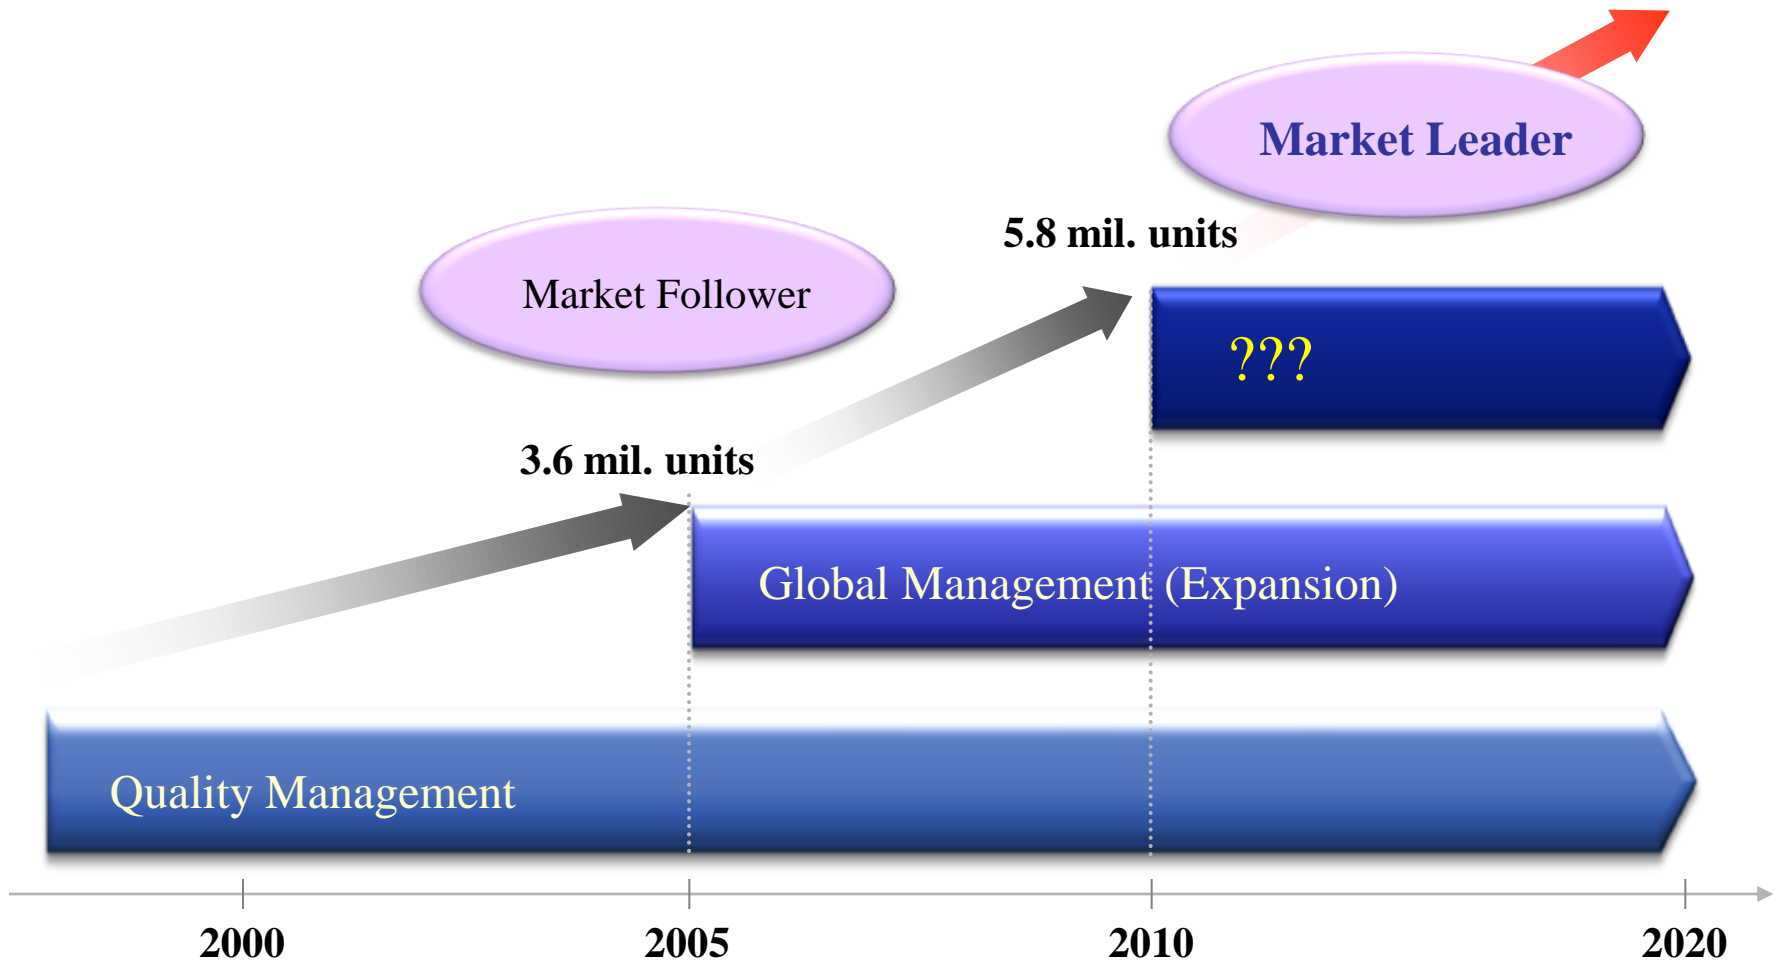 Market Leader
5.8 mil. units
Market Follower
???
3.6 mil. units
Global Management (Expansion)
Quality Management
2000
2005
2010
2020